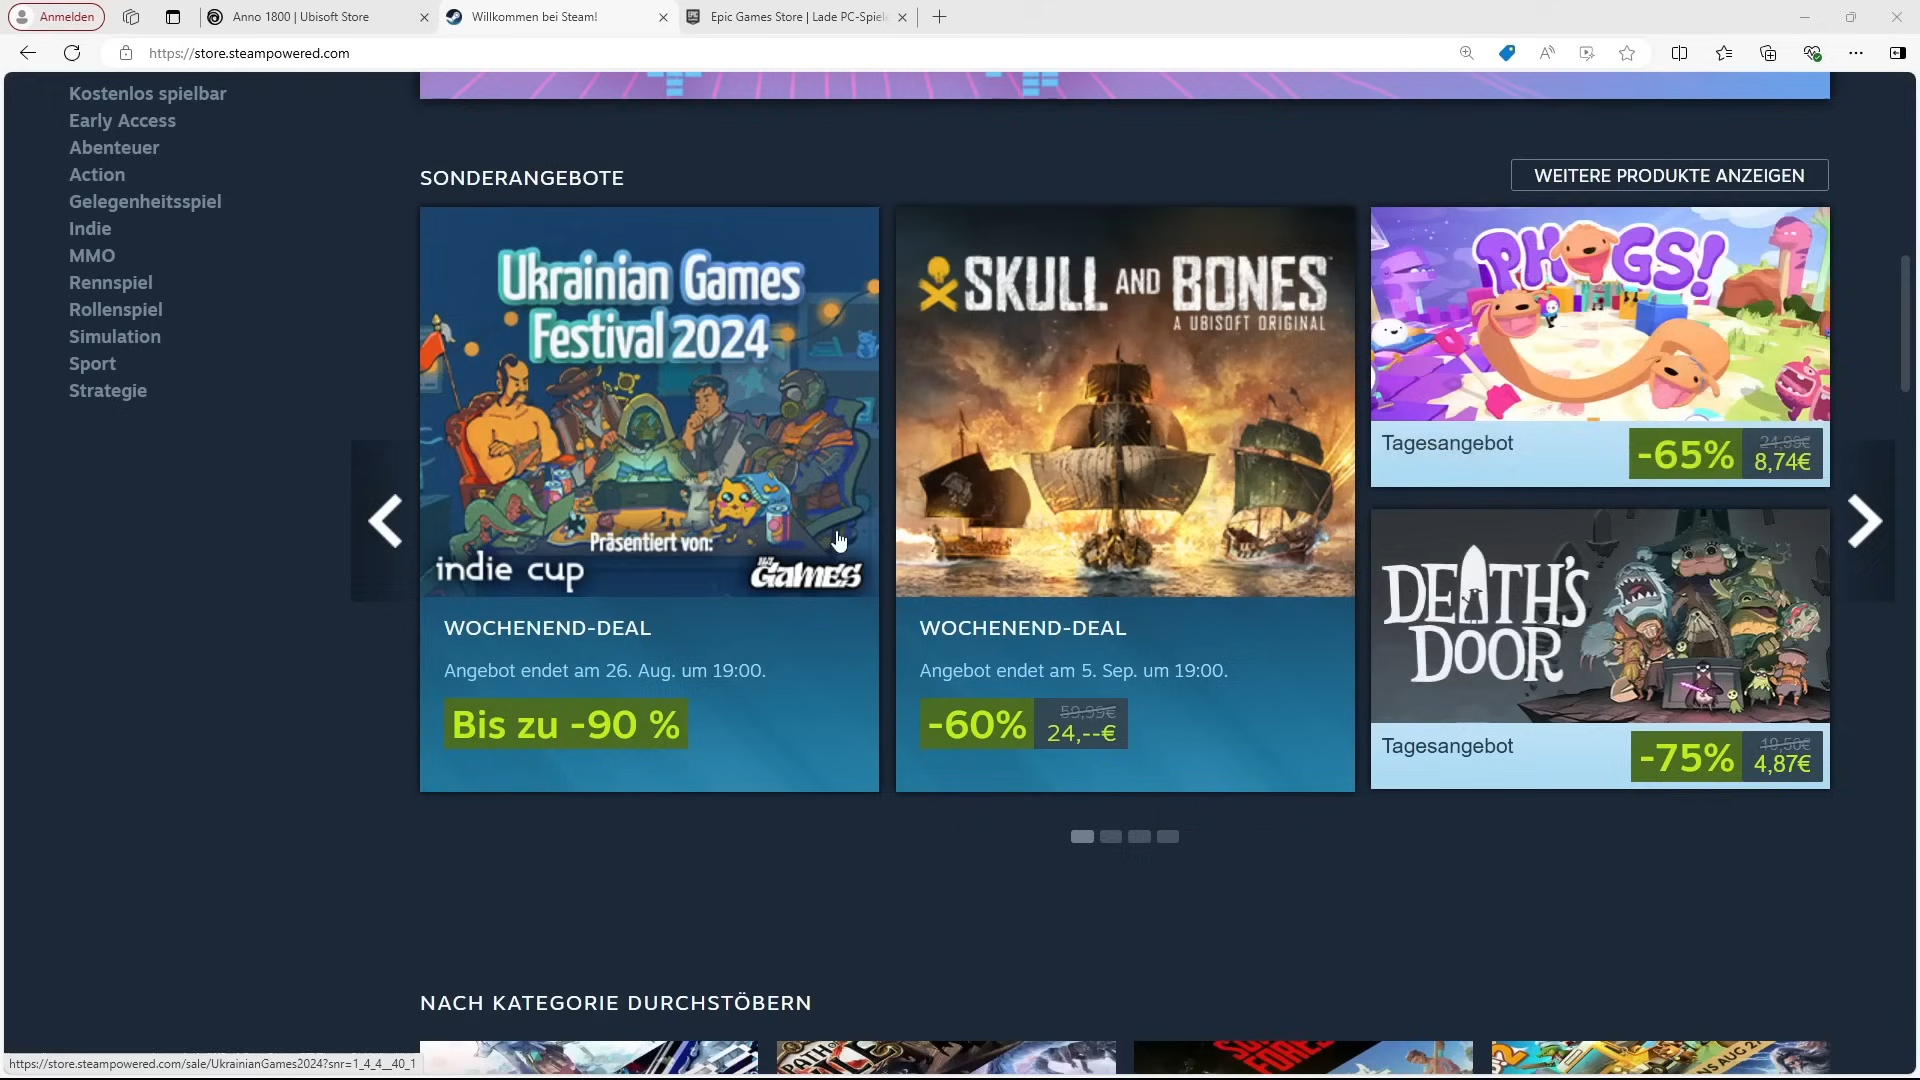 Anmelden
Anno 1800 | Ubisoft Store
Willkommen bei Steam!
Epic Games Store | Lade PC-Spiele
https://store.steampowered.com
Kostenlos spielbar
Early Access
Abenteuer
Action
Gelegenheitsspiel
Indie
MMO
Rennspiel
Rollenspiel
Simulation
Sport
Strategie
SONDERANGEBOTE
WEITERE PRODUKTE ANZEIGEN
Ukrainian Games
Festival 2024
Präsentiert von:
indie cup
GAMES
WOCHENEND-DEAL
Angebot endet am 26. Aug. um 19:00.
Bis zu -90 %
SKULL AND BONES
A UBISOFT ORIGINAL
WOCHENEND-DEAL
Angebot endet am 5. Sep. um 19:00.
-60%
59,99€
24,--€
PHOGS!
Tagesangebot
-65%
24,99€
8,74€
DEATH'S
DOOR
Tagesangebot
-75%
19,50€
4,87€
NACH KATEGORIE DURCHSTÖBERN
https://store.steampowered.com/sale/UkrainianGames2024?snr=1_4_4__40_1